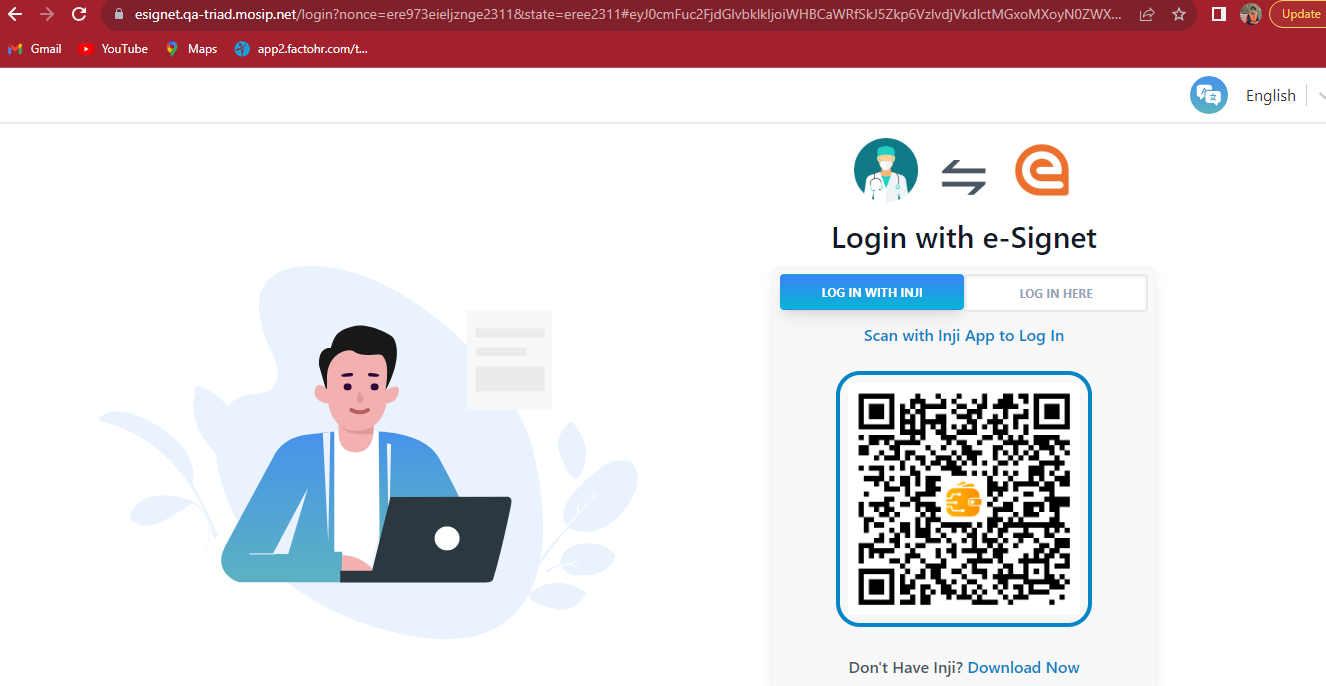 esignet.qa-triad.mosip.net/login?nonce=ere973eieljznge2311&state=eree2311#eyJ0cmFuc2FjdGlvbklkIjoiWHBCaWRfSkJ5Zkp6VzlvdjVkdlctMGxoMXoyN0ZWX...
Update
Gmail YouTube Maps app2.factohr.com/t...
English
Login with e-Signet
LOG IN WITH INJI LOG IN HERE
Scan with Inji App to Log In
Don't Have Inji? Download Now